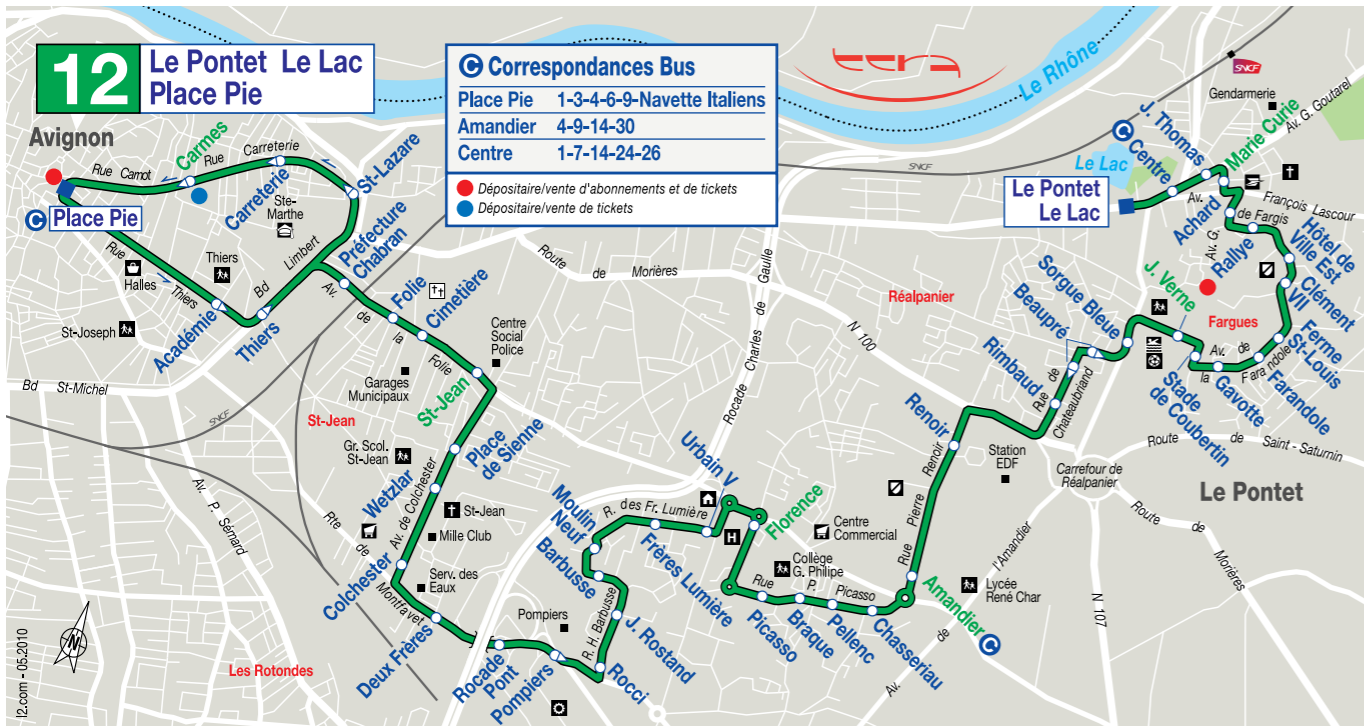 12
Le Pontet Le Lac
Place Pie
C Correspondances Bus
Place Pie 1-3-4-6-9-Navette Italiens
Amandier 4-9-14-30
Centre 1-7-14-24-26
Dépositaire/vente d'abonnements et de tickets
Dépositaire/vente de tickets
tcra
Le Rhône
SNCF
Gendarmerie
Av. G. Goutarel
Avignon
Carmes
Rue Carnot
Rue Carreterie
Carreterie
St-Lazare
SNCF
C Place Pie
Ste-
Marthe
Rue Thiers
Halles
Thiers
Bd Limbert
St-Joseph
Académie
Thiers
Préfecture
Chabran
Av. de la Folie
Folie
Cimetière
Centre
Social
Police
Garages
Municipaux
St-Jean
Bd St-Michel
SNCF
St-Jean
Gr. Scol.
St-Jean
Place
de Sienne
Wetzlar
Av. de Colchester
St-Jean
Mille Club
Colchester
Serv. des
Eaux
Rte de Montfavet
Av. P. Sémard
Les Rotondes
Deux Frères
Rocade
Pont
Pompiers
Pompiers
Rocci
R. H. Barbusse
J. Rostand
Barbusse
Moulin
Neuf
R. des Fr. Lumière
Frères Lumière
Urbain V
H
Florence
Route de Morières
Rocade Charles de Gaulle
N 100
Centre
Commercial
Collège
G. Philipe
Rue P. Picasso
Picasso
Braque
Pellenc
Chasseriau
Amandier
C
Lycée
René Char
Av. de l'Amandier
N 107
Rue Pierre Renoir
Renoir
Station
EDF
Réalpanier
Rimbaud
Rue de Chateaubriand
Beaupré
Sorgue Bleue
J. Verne
Stade
de Coubertin
Gavotte
Av. de la Farandole
Farandole
Ferme
St-Louis
Clément
VII
Hôtel de
Ville Est
Rallye
Fargues
Av. G. Achard
Achard
de Fargis
François Lascour
Marie Curie
J. Thomas
C Centre
Av.
Le Lac
Le Pontet
Le Lac
Route de Saint - Saturnin
Carrefour de
Réalpanier
Le Pontet
Route de Morières
N
l2.com - 05.2010